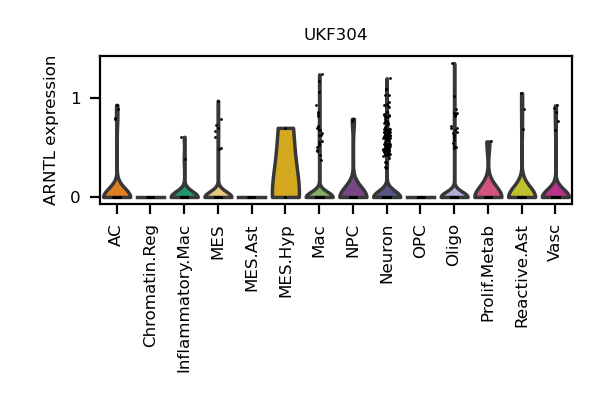 UKF304
ARNTL expression
1
0
AC
Chromatin.Reg
Inflammatory.Mac
MES
MES.Ast
MES.Hyp
Mac
NPC
Neuron
OPC
Oligo
Prolif.Metab
Reactive.Ast
Vasc